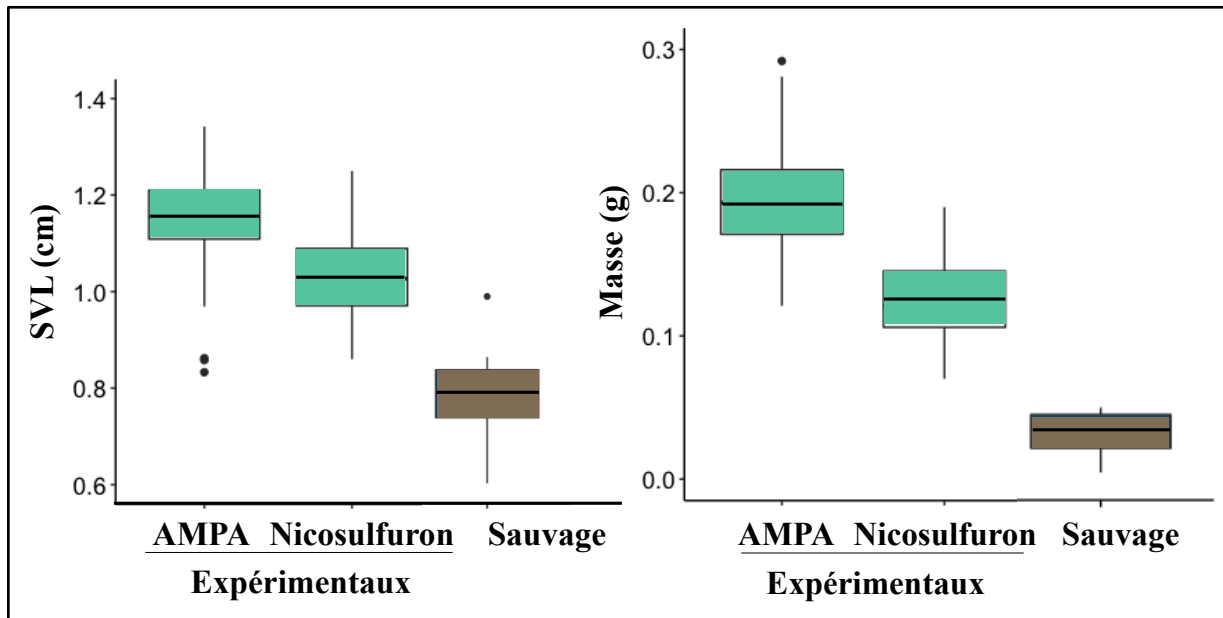 SVL (cm)
1.4
1.2
1.0
0.8
0.6
AMPA Nicosulfuron Sauvage
Expérimentaux
Masse (g)
0.3
0.2
0.1
0.0
AMPA Nicosulfuron Sauvage
Expérimentaux